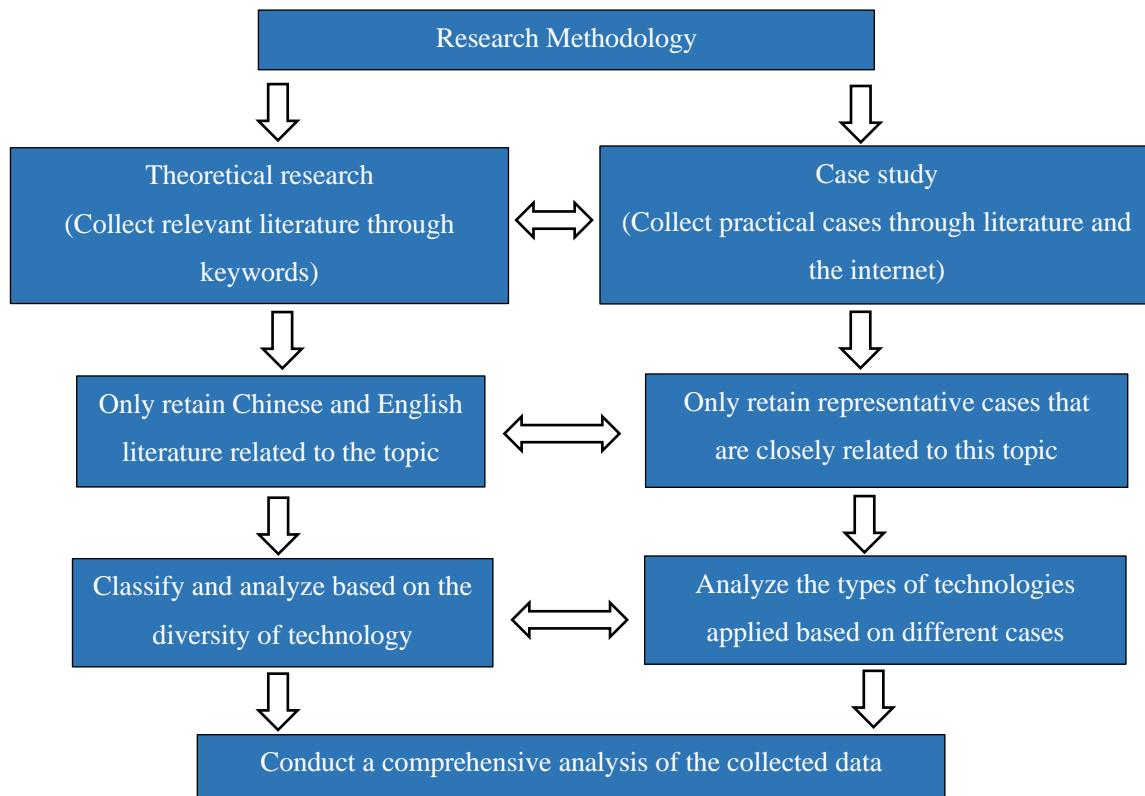 Research Methodology
Theoretical research
(Collect relevant literature through
keywords)
Case study
(Collect practical cases through literature and
the internet)
Only retain Chinese and English
literature related to the topic
Only retain representative cases that
are closely related to this topic
Classify and analyze based on the
diversity of technology
Analyze the types of technologies
applied based on different cases
Conduct a comprehensive analysis of the collected data